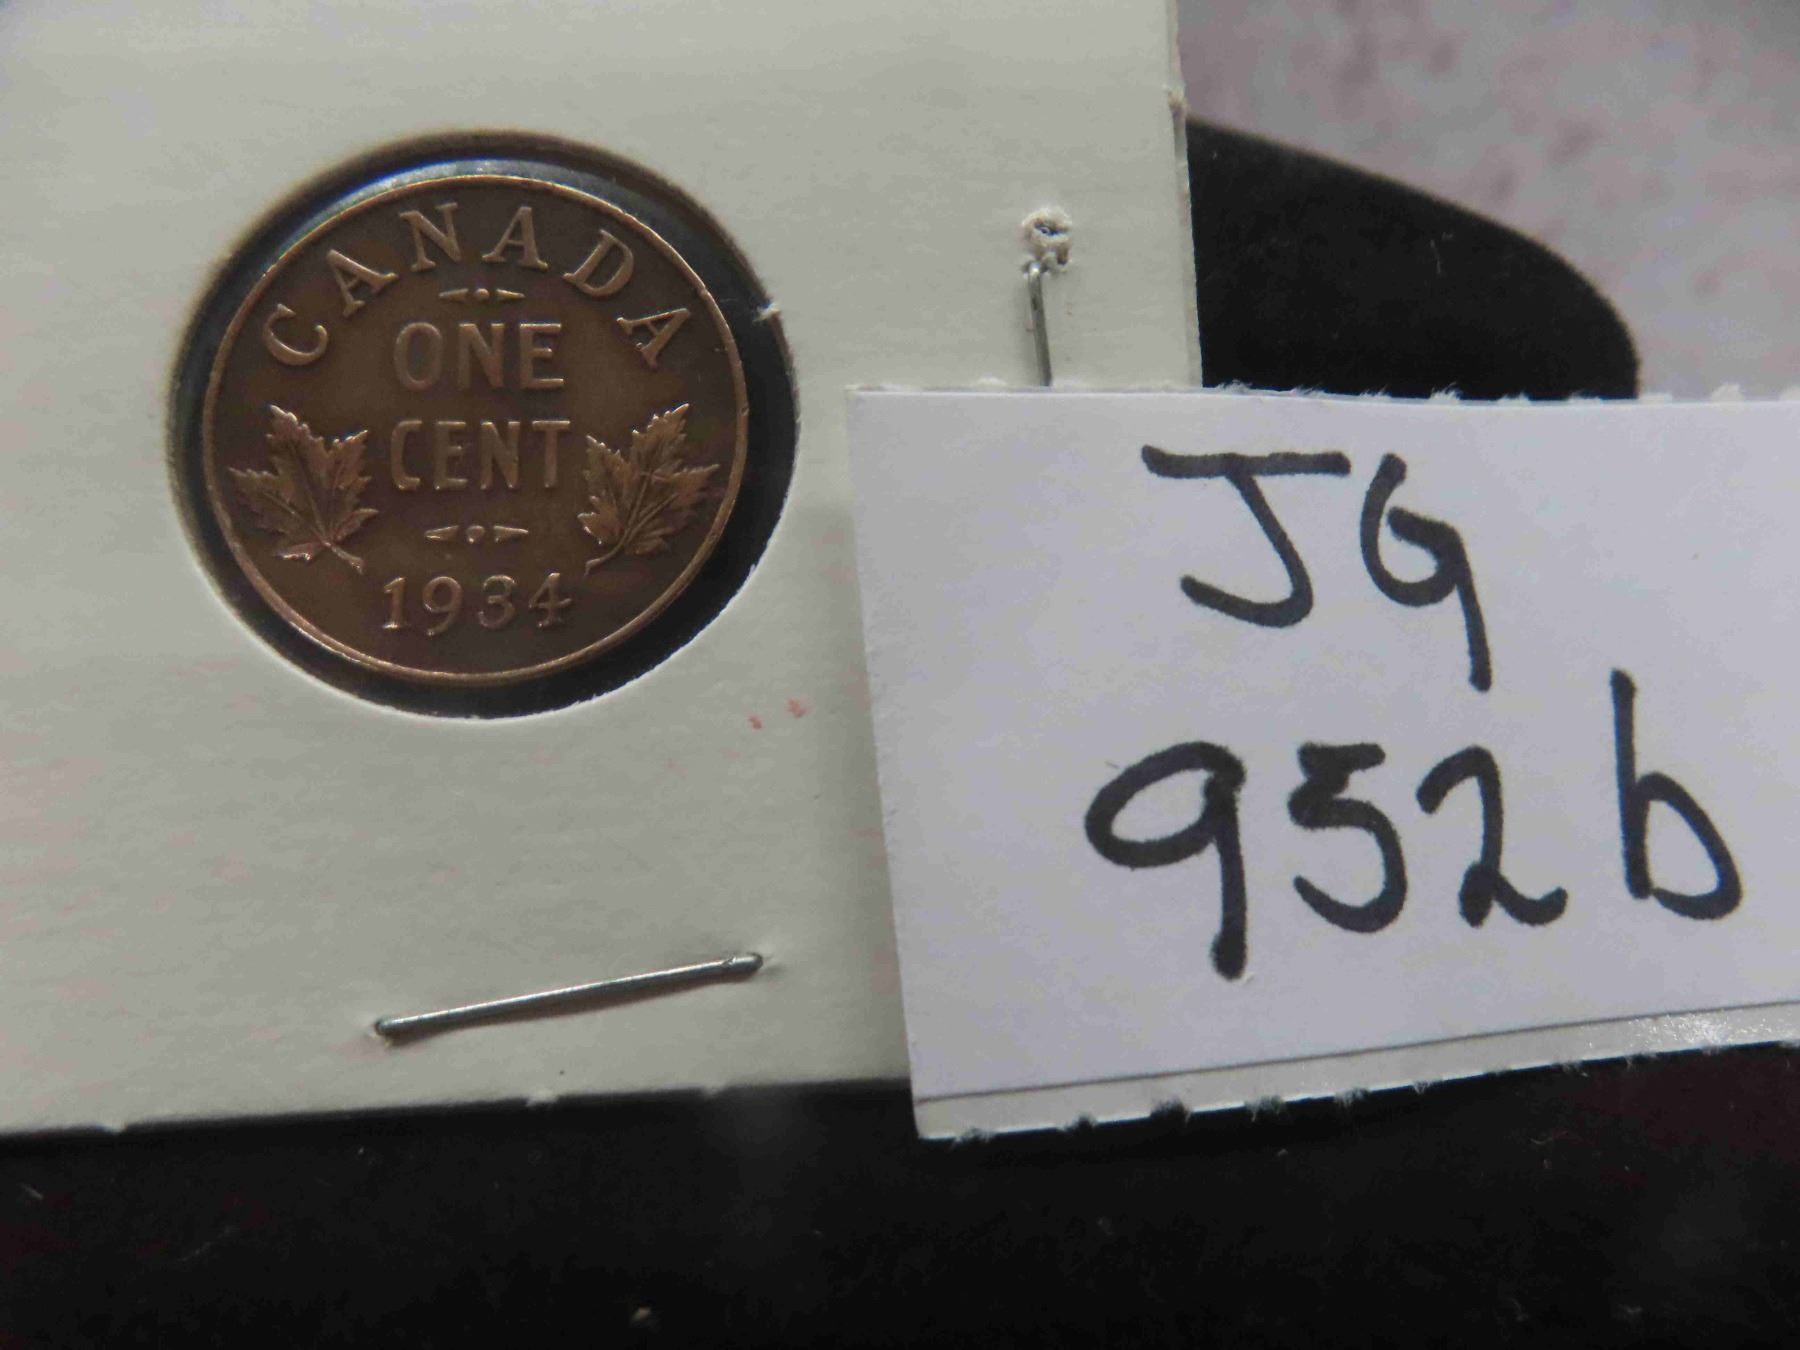 CANADA
ONE
CENT
1934
JG
952b